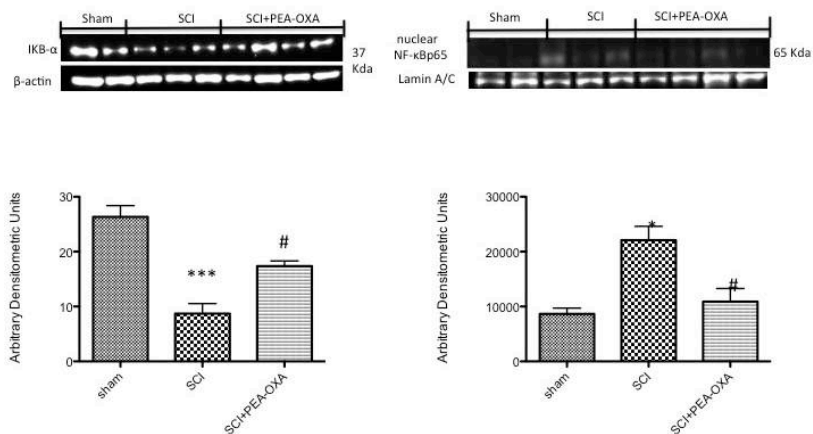 Sham SCI SCI+PEA-OXA
IKB-α
37
Kda
β-actin
Sham SCI SCI+PEA-OXA
nuclear
NF-κBp65
65 Kda
Lamin A/C
Arbitrary Densitometric Units
30
20
10
0
***
#
sham
SCI
SCI+PEA-OXA
Arbitrary Densitometric Units
30000
20000
10000
0
*
#
sham
SCI
SCI+PEA-OXA